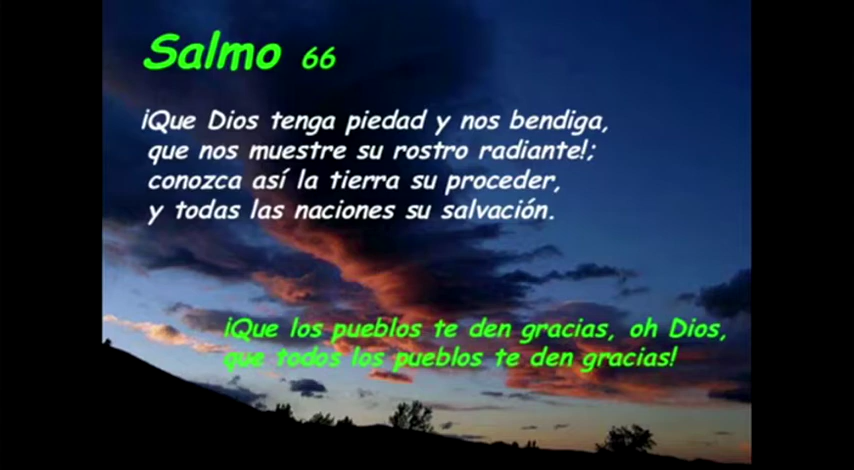 Salmo 66
¡Que Dios tenga piedad y nos bendiga,
que nos muestre su rostro radiante!;
conozca así la tierra su proceder,
y todas las naciones su salvación.
¡Que los pueblos te den gracias, oh Dios,
que todos los pueblos te den gracias!